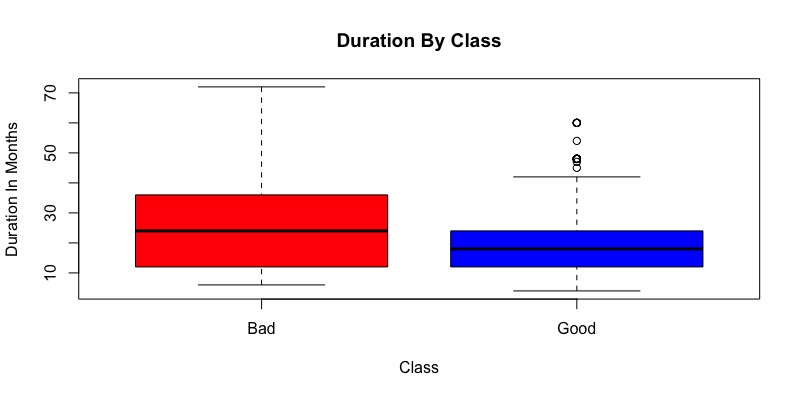 Duration By Class
Duration In Months
70
50
30
10
Bad Good
Class